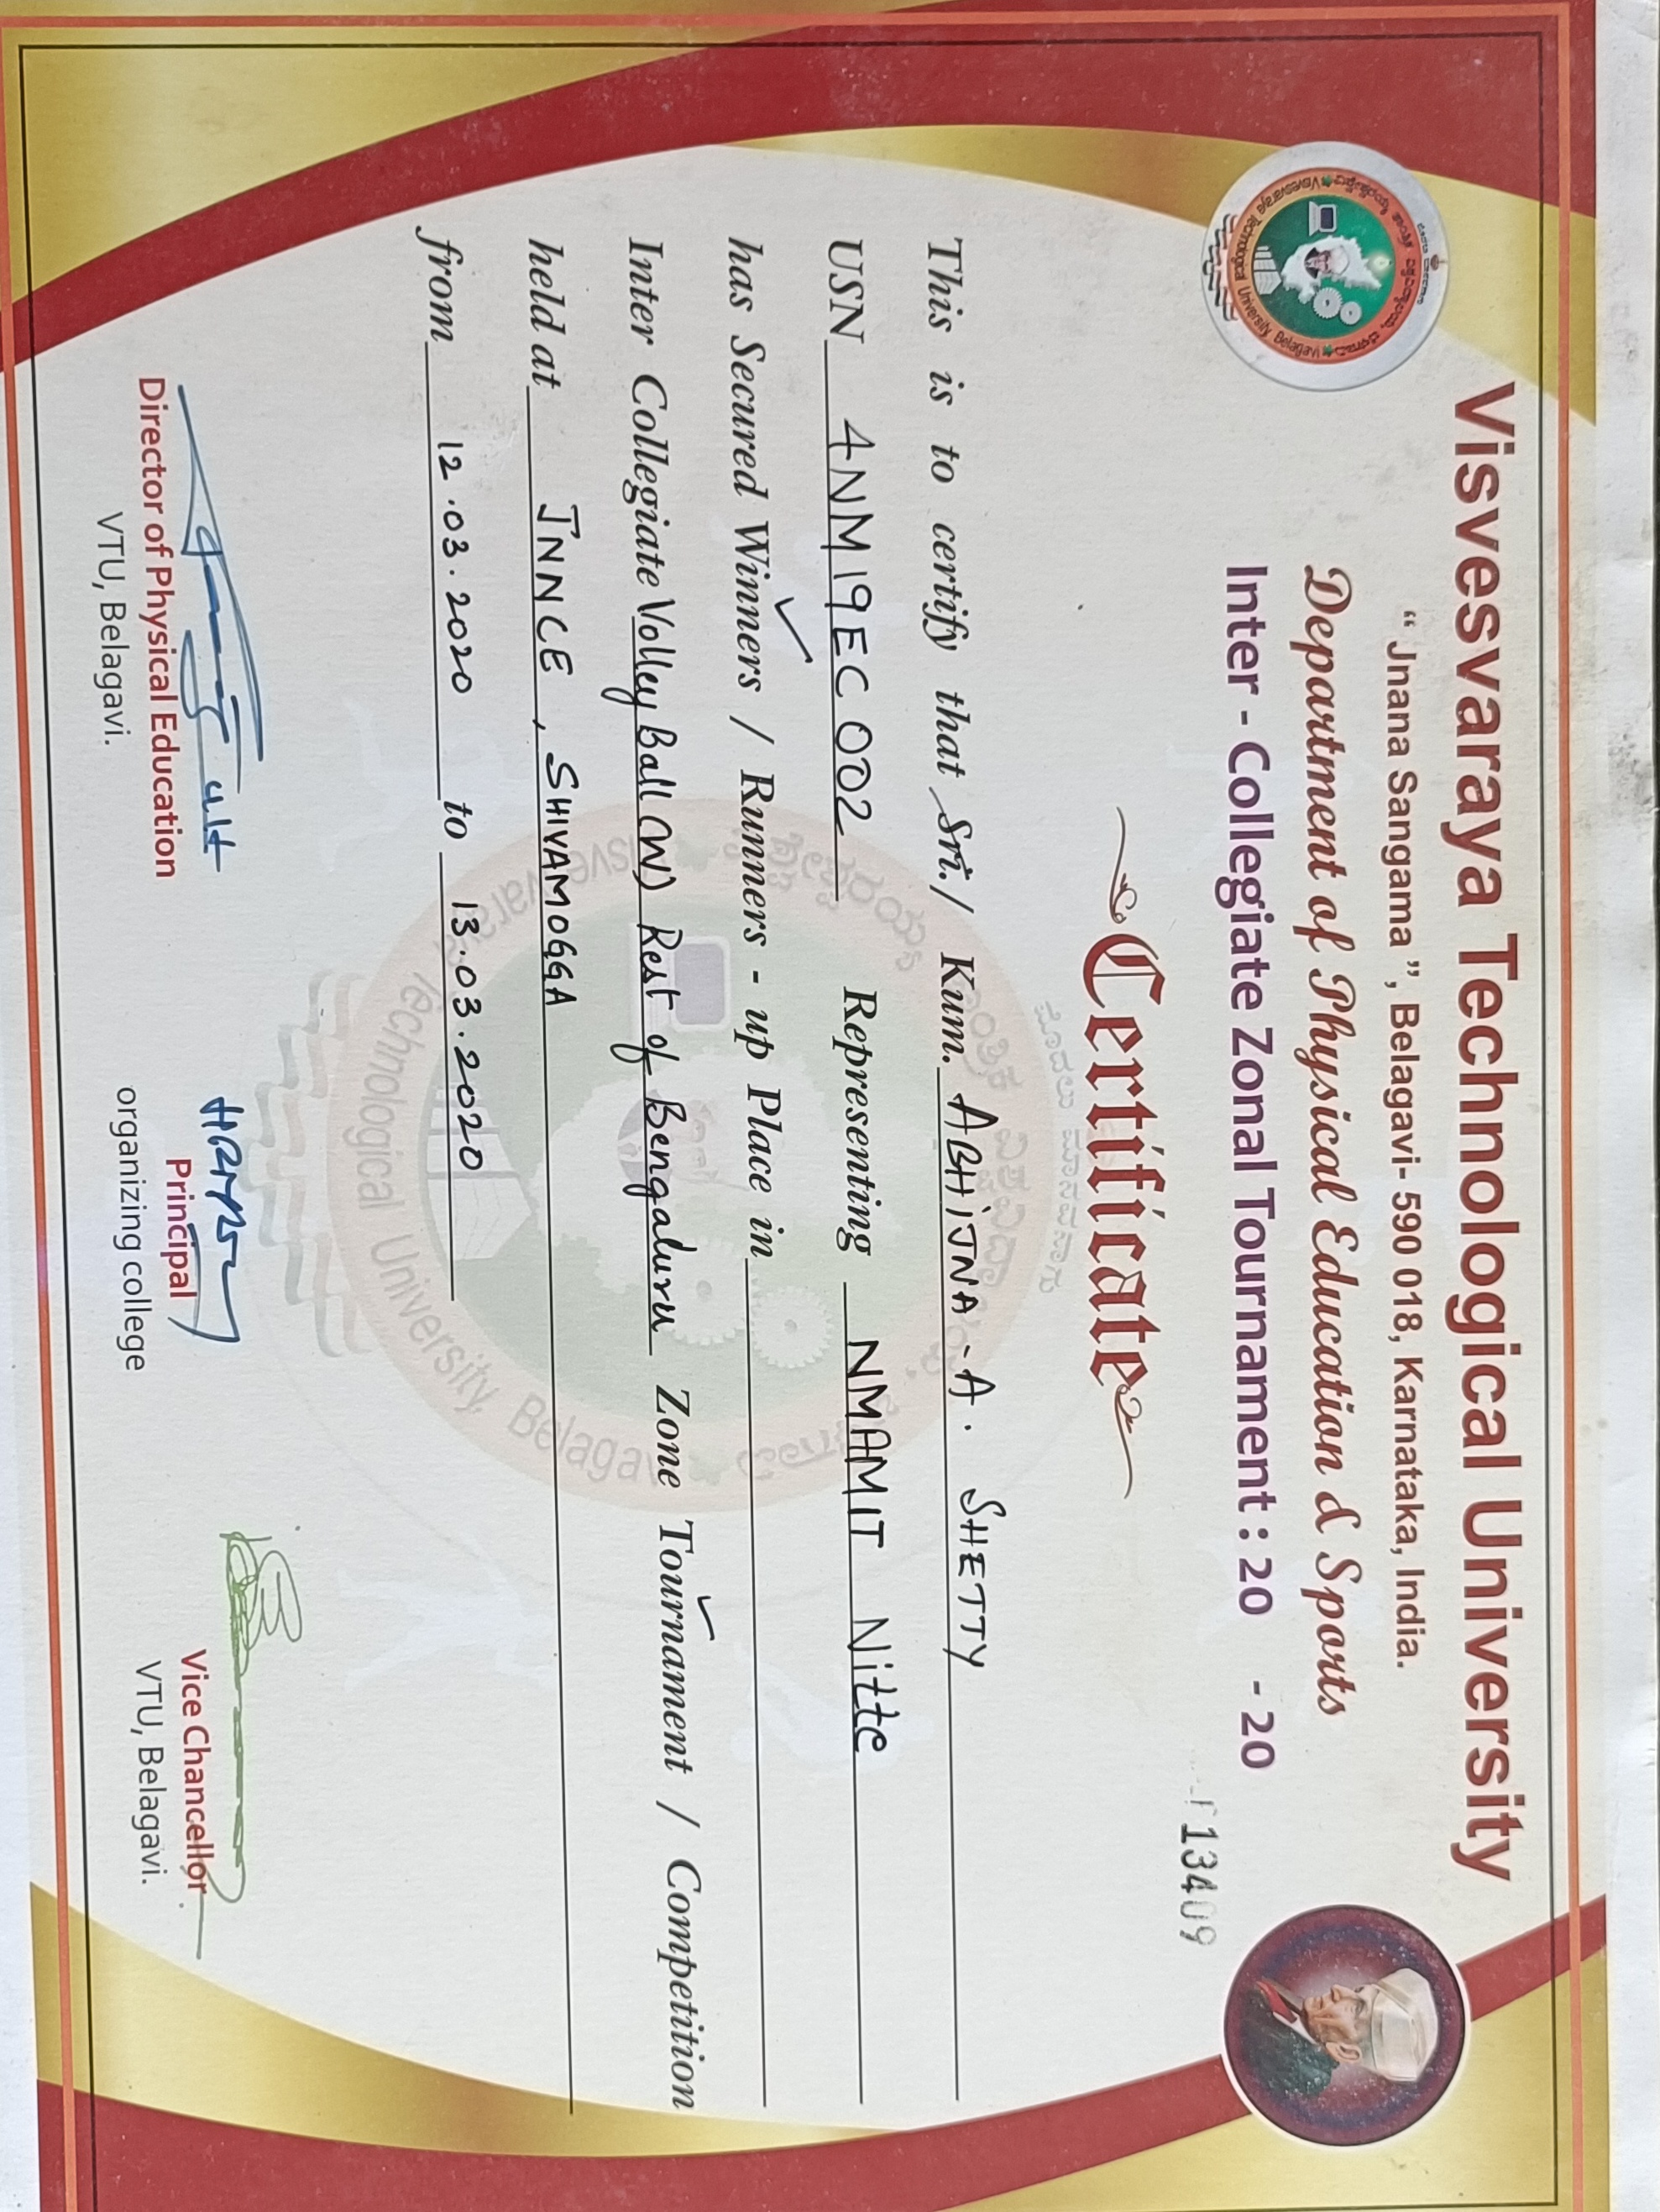 Visvesvaraya Technological University
“ Jnana Sangama ”, Belagavi- 590 018, Karnataka, India.
Department of Physical Education & Sports
Inter - Collegiate Zonal Tournament : 20 - 20
13409
Certificate
ಮೊದಲು ಮಾನವನಾಗು
This is to certify that Sri./ Kum. ABHIJNA - A. SHETTY
USN 4NM19EC 002 Representing NMAMIT Nitte
has Secured Winners / Runners - up Place in
Inter Collegiate Volley Ball (W) Rest of Bengaluru Zone Tournament / Competition
held at JNNCE , SHIVAMOGGA
from 12.03.2020 to 13.03.2020
Visvesvaraya Technological University Belagavi
Director of Physical Education
VTU, Belagavi.
Principal
organizing college
Vice Chancellor
VTU, Belagavi.